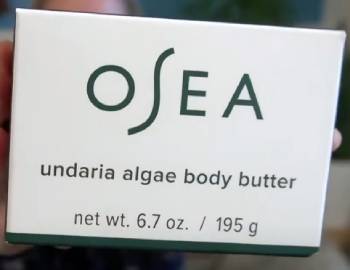 OSEA
undaria algae body butter
net wt. 6.7 oz. / 195 g